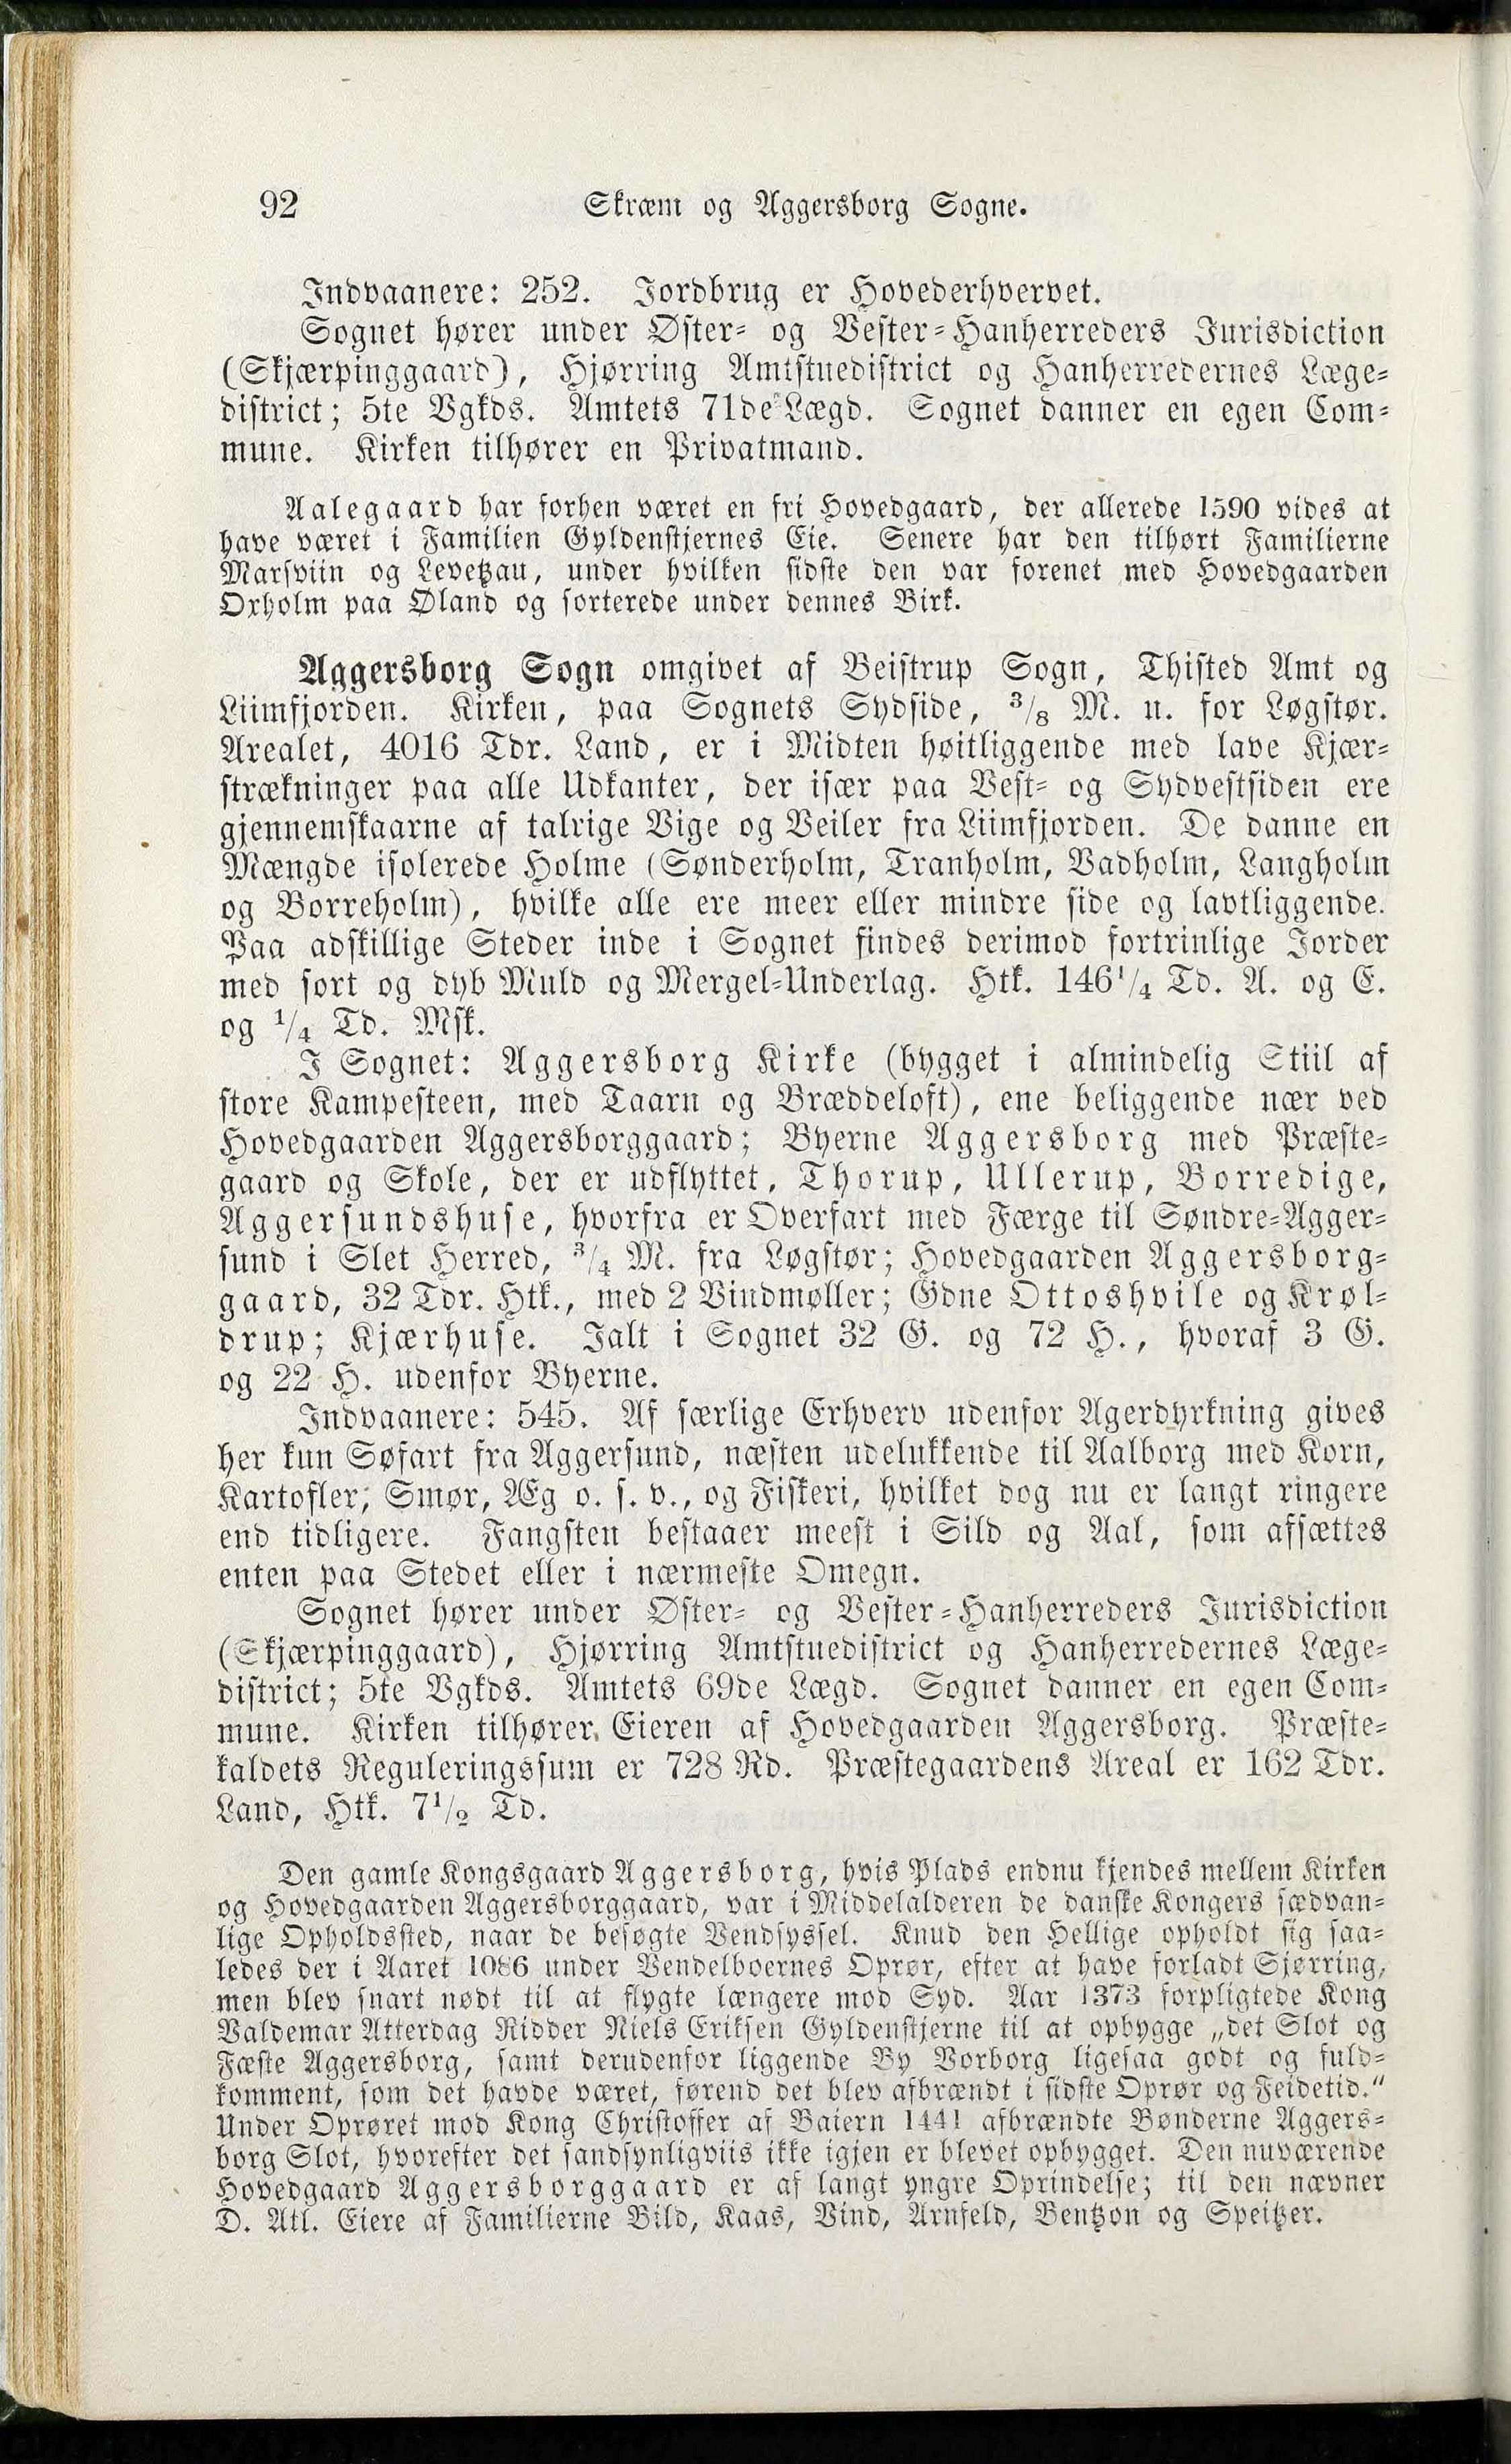 92 Skræm og Aggersborg Sogne.
Indvaanere: 252. Jordbrug er Hovederhvervet.
Sognet hører under Øster- og Vester-Hanherreders Jurisdiction
(Skjærpinggaard), Hjørring Amtstuedistrict og Hanherredernes Læge-
district; 5te Vgkds. Amtets 71de Lægd. Sognet danner en egen Com-
mune. Kirken tilhører en Privatmand.
Aalegaard har forhen været en fri Hovedgaard, der allerede 1590 vides at
have været i Familien Gyldenstjernes Eie. Senere har den tilhørt Familierne
Marsviin og Levetzau, under hvilken sidste den var forenet med Hovedgaarden
Oxholm paa Øland og sorterede under dennes Birk.
Aggersborg Sogn omgivet af Beistrup Sogn, Thisted Amt og
Liimfjorden. Kirken, paa Sognets Sydside, 3/8 M. n. for Løgstør.
Arealet, 4016 Tdr. Land, er i Midten høitliggende med lave Kjær-
strækninger paa alle Udkanter, der især paa Vest- og Sydvestsiden ere
gjennemskaarne af talrige Vige og Veiler fra Liimfjorden. De danne en
Mængde isolerede Holme (Sønderholm, Tranholm, Vadholm, Langholm
og Borreholm), hvilke alle ere meer eller mindre side og lavtliggende.
Paa adskillige Steder inde i Sognet findes derimod fortrinlige Jorder
med sort og dyb Muld og Mergel-Underlag. Htk. 146 1/4 Td. A. og E.
og 1/4 Td. Msk.
I Sognet: Aggersborg Kirke (bygget i almindelig Stiil af
store Kampesteen, med Taarn og Bræddeloft), ene beliggende nær ved
Hovedgaarden Aggersborggaard; Byerne Aggersborg med Præste-
gaard og Skole, der er udflyttet, Thorup, Ullerup, Borredige,
Aggersundshuse, hvorfra er Overfart med Færge til Søndre-Agger-
sund i Slet Herred, 3/4 M. fra Løgstør; Hovedgaarden Aggersborg-
gaard, 32 Tdr. Htk., med 2 Vindmøller; Gdne Ottoshvile og Krøl-
drup; Kjærhuse. Ialt i Sognet 32 G. og 72 H., hvoraf 3 G.
og 22 H. udenfor Byerne.
Indvaanere: 545. Af særlige Erhverv udenfor Agerdyrkning gives
her kun Søfart fra Aggersund, næsten udelukkende til Aalborg med Korn,
Kartofler, Smør, Æg o. s. v., og Fiskeri, hvilket dog nu er langt ringere
end tidligere. Fangsten bestaaer meest i Sild og Aal, som afsættes
enten paa Stedet eller i nærmeste Omegn.
Sognet hører under Øster- og Vester-Hanherreders Jurisdiction
(Skjærpinggaard), Hjørring Amtstuedistrict og Hanherredernes Læge-
district; 5te Vgkds. Amtets 69de Lægd. Sognet danner en egen Com-
mune. Kirken tilhører Eieren af Hovedgaarden Aggersborg. Præste-
kaldets Reguleringssum er 728 Rd. Præstegaardens Areal er 162 Tdr.
Land, Htk. 7 1/2 Td.
Den gamle Kongsgaard Aggersborg, hvis Plads endnu kjendes mellem Kirken
og Hovedgaarden Aggersborggaard, var i Middelalderen de danske Kongers sædvan-
lige Opholdssted, naar de besøgte Vendsyssel. Knud den Hellige opholdt sig saa-
ledes der i Aaret 1086 under Vendelboernes Oprør, efter at have forladt Sjørring,
men blev snart nødt til at flygte længere mod Syd. Aar 1373 forpligtede Kong
Valdemar Atterdag Ridder Niels Eriksen Gyldenstjerne til at opbygge „det Slot og
Fæste Aggersborg, samt derudenfor liggende By Vorborg ligesaa godt og fuld-
komment, som det havde været, førend det blev afbrændt i sidste Oprør og Feidetid."
Under Oprøret mod Kong Christoffer af Baiern 1441 afbrændte Bønderne Aggers-
borg Slot, hvorefter det sandsynligviis ikke igjen er blevet opbygget. Den nuværende
Hovedgaard Aggersborggaard er af langt yngre Oprindelse; til den nævner
D. Atl. Eiere af Familierne Bild, Kaas, Vind, Arnfeld, Bentzon og Speitzer.